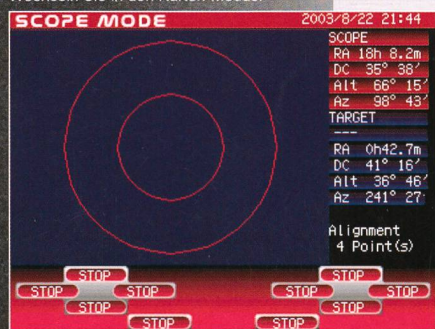 SCOPE MODE 2003/8/22 21:44
SCOPE
RA 18h 8.2m
DC 35° 38′
Alt 66° 15′
Az 98° 43′
TARGET
---
RA 0h42.7m
DC 41° 16′
Alt 36° 46′
Az 241° 27′
Alignment
4 Point(s)
STOP STOP
STOP STOP STOP STOP
STOP STOP
STOP STOP